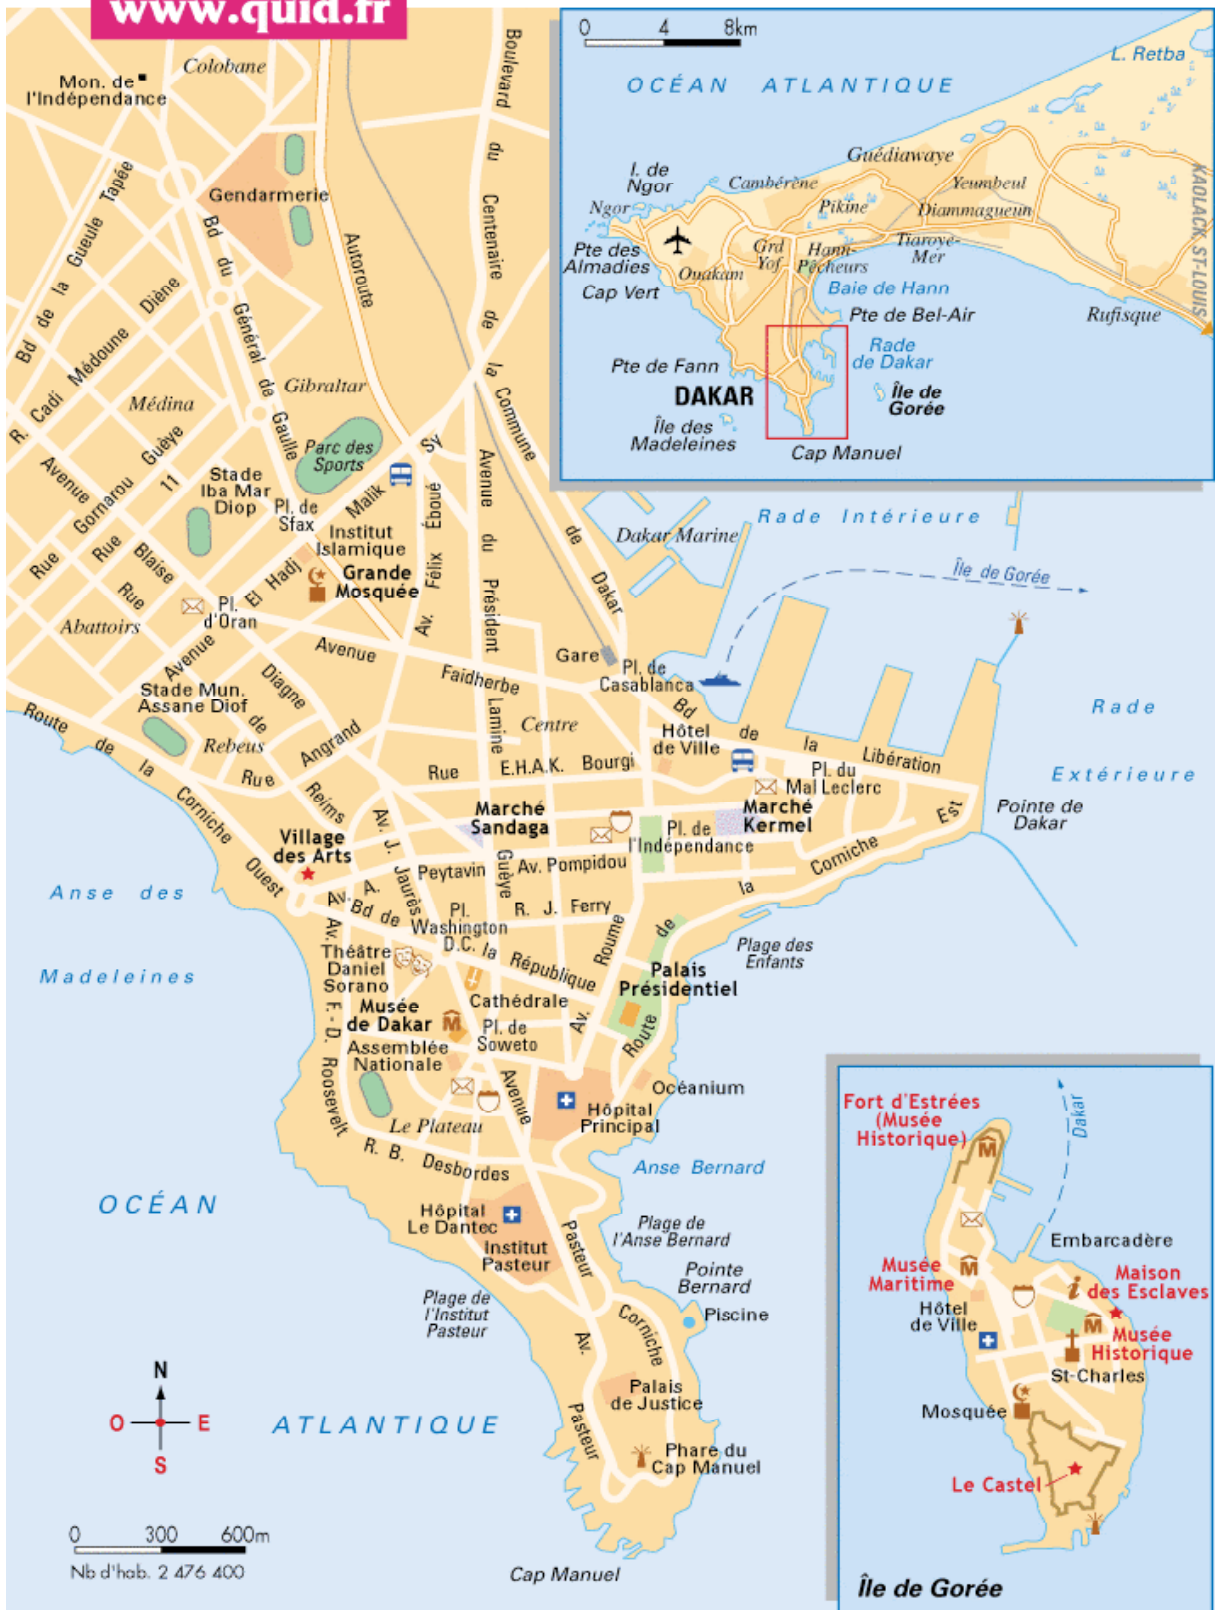 www.quid.fr
Colobane
Mon. de
l'Indépendance
Gendarmerie
Bd de la Gueule Tapée
Bd du Général de Gaulle
Autoroute
Boulevard du Centenaire de la Commune de Dakar
R. Cadi Médoune Diène
Gibraltar
Médina
Parc des
Sports
Avenue Blaise Diagne
Rue Gornarou Guèye
Rue 11
Rue
Stade
Iba Mar
Diop
Pl. de
Sfax
Avenue El Hadj Malik Sy
Institut
Islamique
Grande
Mosquée
Av. Félix Éboué
Avenue du Président Lamine Guèye
Abattoirs
Pl.
d'Oran
Avenue Faidherbe
Stade Mun.
Assane Diof
Rebeus
Route de la Corniche Ouest
Rue de Reims
Angrand
Rue E.H.A.K. Bourgi
Centre
Gare
Pl. de
Casablanca
Dakar Marine
Rade Intérieure
Île de Gorée
Bd de la Libération
Hôtel
de Ville
Pl. du
Mal Leclerc
Rade
Extérieure
Pointe de
Dakar
Marché
Sandaga
Marché
Kermel
Pl. de
l'Indépendance
Village
des Arts
Av. J. Jaurès
Av. A. Peytavin
Av. Pompidou
Route de la Corniche Est
Anse des
Madeleines
Bd de la République
Pl.
Washington
D.C.
R. J. Ferry
Av. Roume
Plage des
Enfants
Théâtre
Daniel
Sorano
Palais
Présidentiel
Cathédrale
Musée
de Dakar
Pl. de
Soweto
Assemblée
Nationale
Av. F.-D. Roosevelt
Océanium
Hôpital
Principal
Avenue Pasteur
Le Plateau
R. B. Desbordes
Anse Bernard
Hôpital
Le Dantec
Institut
Pasteur
Plage de
l'Anse Bernard
Pointe
Bernard
Piscine
Plage de
l'Institut
Pasteur
Corniche
Av. Pasteur
Palais
de Justice
Phare du
Cap Manuel
Cap Manuel
OCÉAN
ATLANTIQUE
N
O E
S
0 300 600m
Nb d'hab. 2 476 400
0 4 8km
OCÉAN ATLANTIQUE
L. Retba
I. de
Ngor
Ngor
Cambérène
Guédiawaye
Yeumbeul
Pikine
Diammagueun
KAOLACK ST-LOUIS
Pte des
Almadies
Grd
Yof
Hann-
Pêcheurs
Tiaroye-
Mer
Ouakam
Cap Vert
Baie de Hann
Pte de Bel-Air
Rufisque
Rade
de Dakar
Pte de Fann
DAKAR
Île de
Gorée
Île des
Madeleines
Cap Manuel
Fort d'Estrées
(Musée
Historique)
Dakar
Embarcadère
Musée
Maritime
Maison
des Esclaves
Hôtel
de Ville
Musée
Historique
St-Charles
Mosquée
Le Castel
Île de Gorée